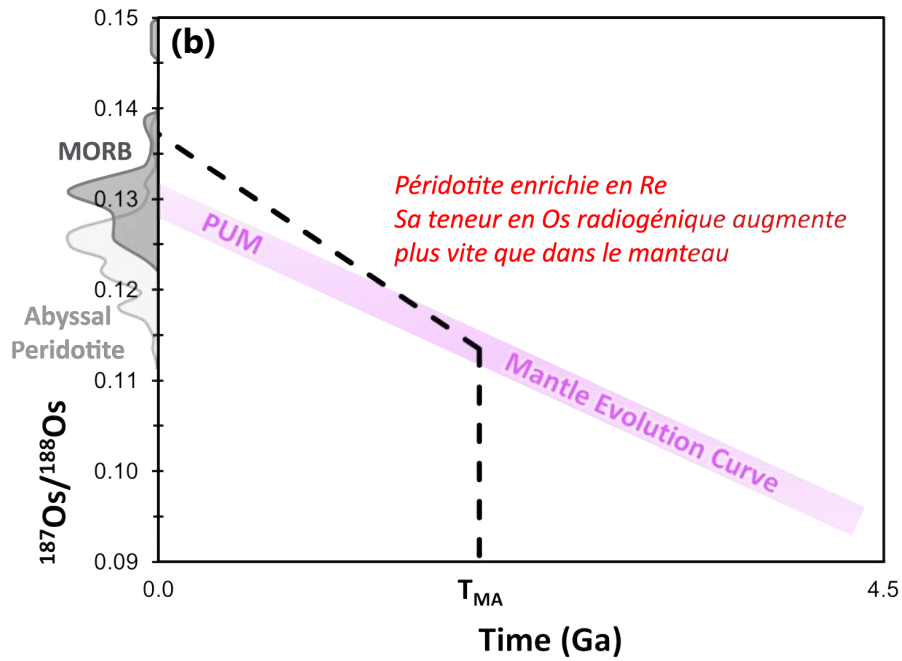 (b)
0.15
0.14
0.13
0.12
0.11
0.10
0.09
¹⁸⁷Os/¹⁸⁸Os
MORB
Abyssal
Peridotite
PUM
Péridotite enrichie en Re
Sa teneur en Os radiogénique augmente
plus vite que dans le manteau
Mantle Evolution Curve
0.0
T_MA
4.5
Time (Ga)